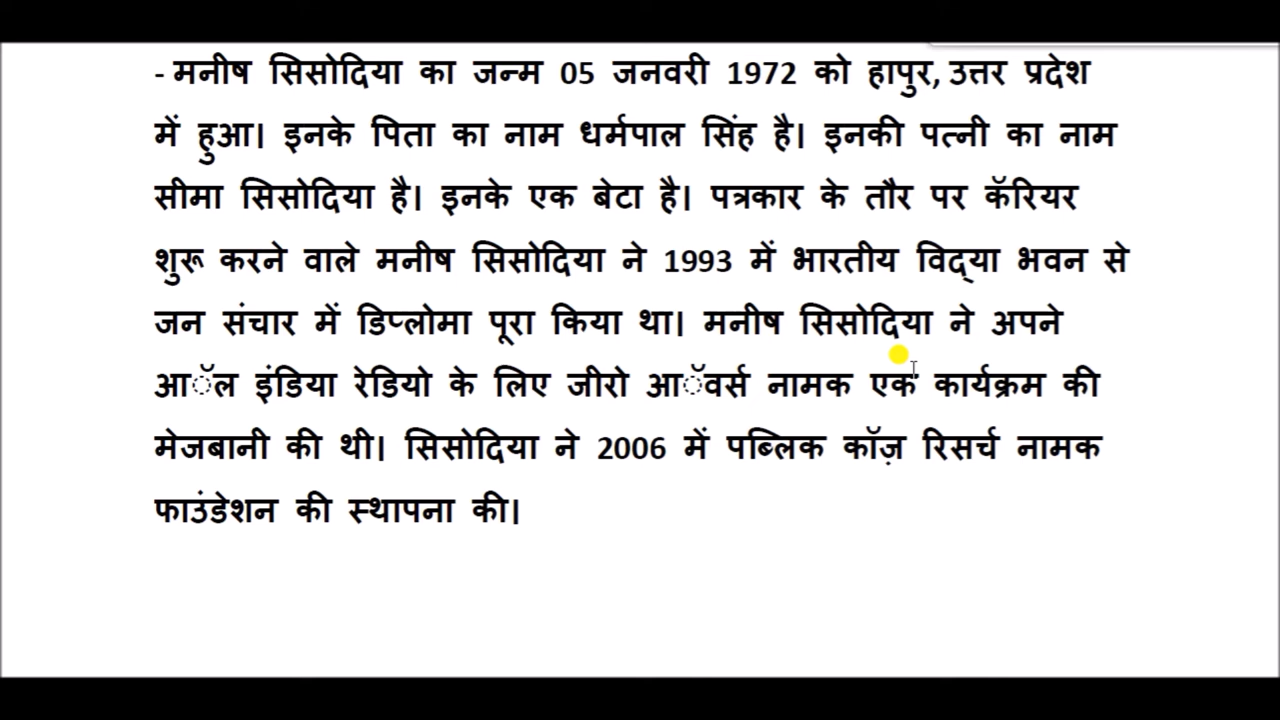 - मनीष सिसोदिया का जन्म 05 जनवरी 1972 को हापुर, उत्तर प्रदेश
में हुआ। इनके पिता का नाम धर्मपाल सिंह है। इनकी पत्नी का नाम
सीमा सिसोदिया है। इनके एक बेटा है। पत्रकार के तौर पर कॅरियर
शुरू करने वाले मनीष सिसोदिया ने 1993 में भारतीय विद्‌या भवन से
जन संचार में डिप्लोमा पूरा किया था। मनीष सिसोदिया ने अपने
आॅल इंडिया रेडियो के लिए जीरो आॅवर्स नामक एक कार्यक्रम की
मेजबानी की थी। सिसोदिया ने 2006 में पब्लिक कॉज़ रिसर्च नामक
फाउंडेशन की स्थापना की।